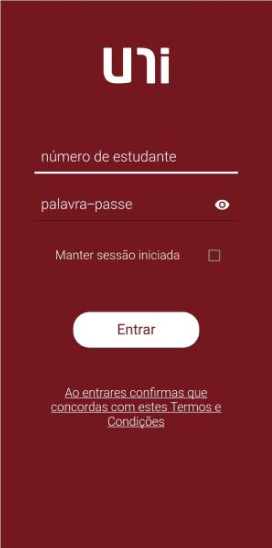 uni
número de estudante
palavra-passe
Manter sessão iniciada
Entrar
Ao entrares confirmas que
concordas com estes Termos e
Condições